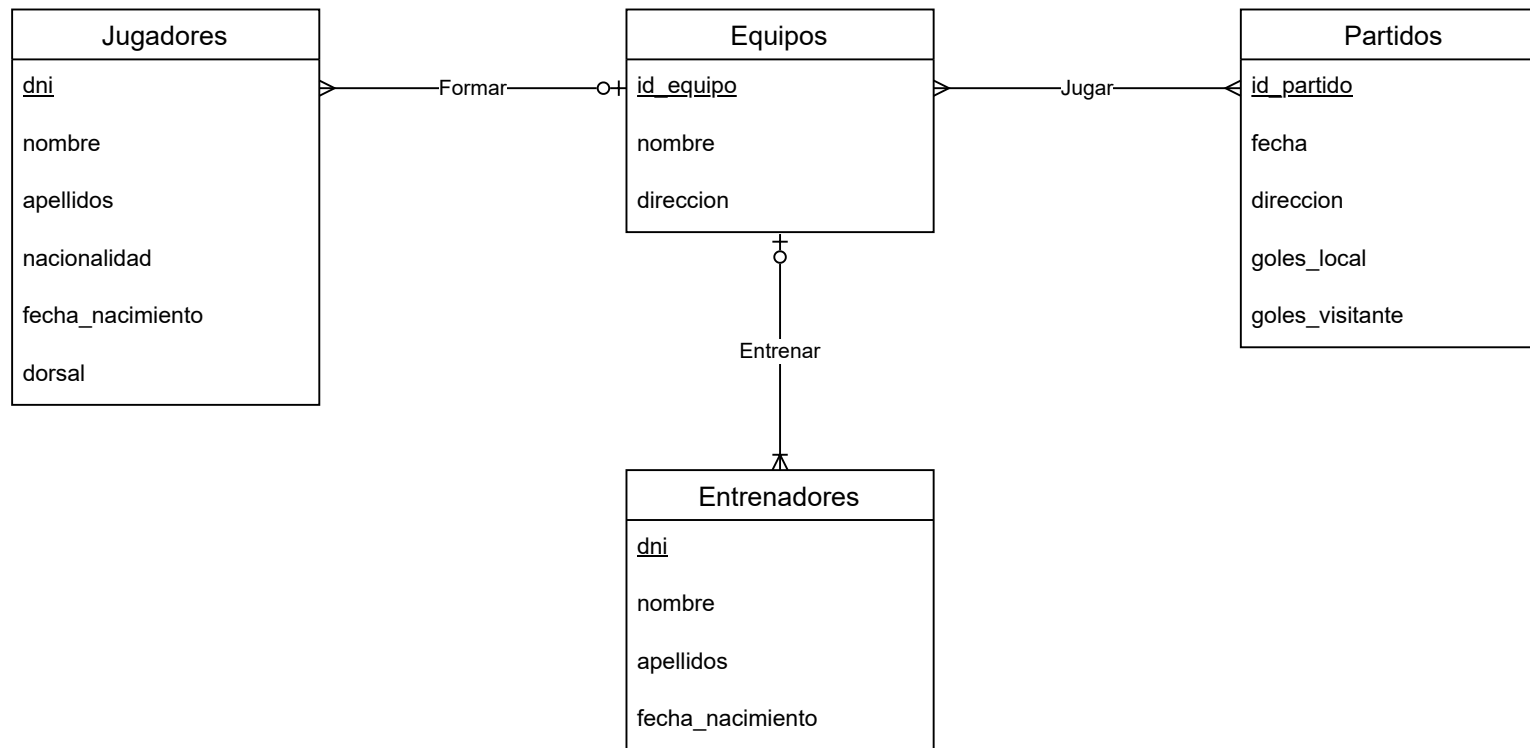 Jugadores
dni
nombre
apellidos
nacionalidad
fecha_nacimiento
dorsal
Formar
Equipos
id_equipo
nombre
direccion
Jugar
Partidos
id_partido
fecha
direccion
goles_local
goles_visitante
Entrenar
Entrenadores
dni
nombre
apellidos
fecha_nacimiento